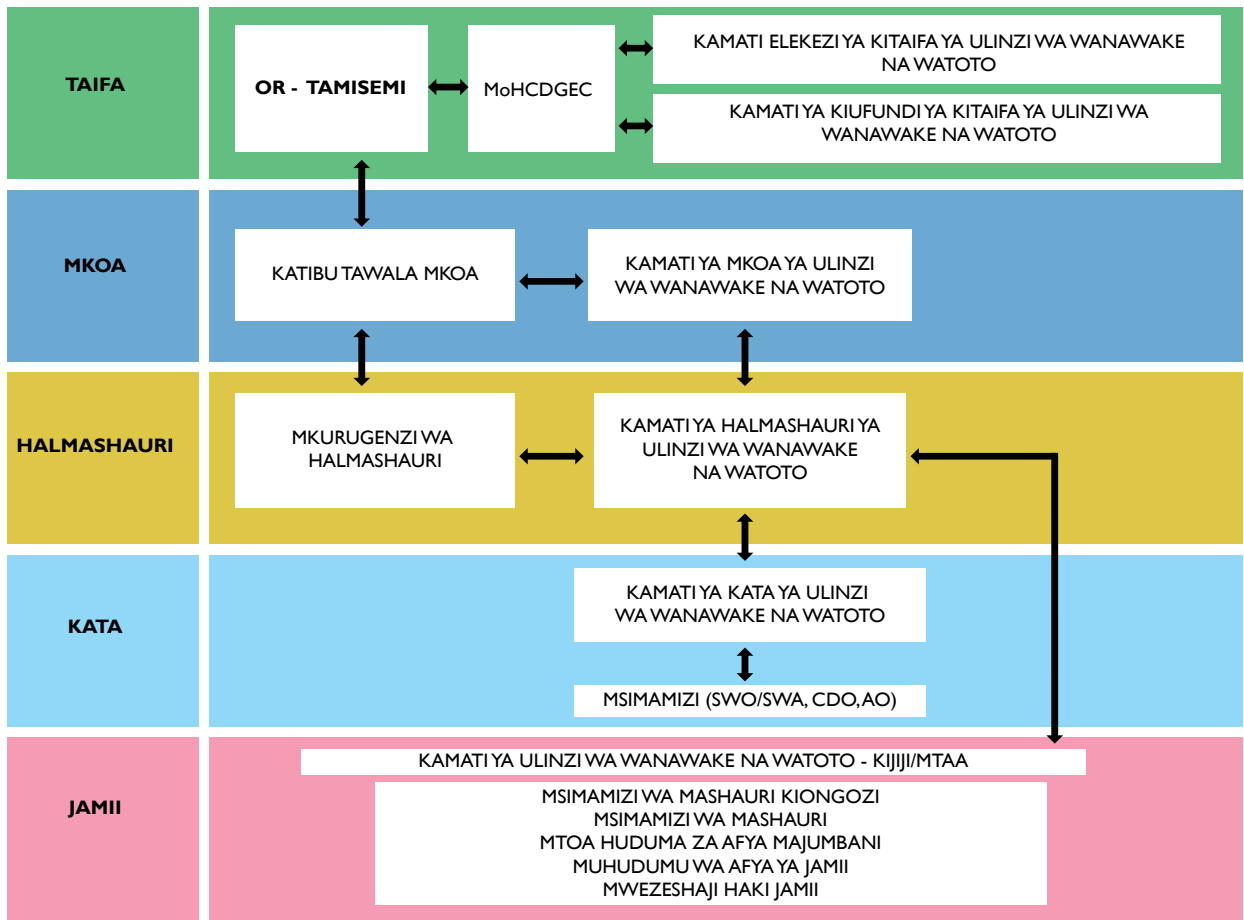 TAIFA
OR - TAMISEMI
MoHCDGEC
KAMATI ELEKEZI YA KITAIFA YA ULINZI WA WANAWAKE
NA WATOTO
KAMATI YA KIUFUNDI YA KITAIFA YA ULINZI WA
WANAWAKE NA WATOTO
MKOA
KATIBU TAWALA MKOA
KAMATI YA MKOA YA ULINZI
WA WANAWAKE NA WATOTO
HALMASHAURI
MKURUGENZI WA
HALMASHAURI
KAMATI YA HALMASHAURI YA
ULINZI WA WANAWAKE
NA WATOTO
KATA
KAMATI YA KATA YA ULINZI
WA WANAWAKE NA WATOTO
MSIMAMIZI (SWO/SWA, CDO, AO)
JAMII
KAMATI YA ULINZI WA WANAWAKE NA WATOTO - KIJIJI/MTAA
MSIMAMIZI WA MASHAURI KIONGOZI
MSIMAMIZI WA MASHAURI
MTOA HUDUMA ZA AFYA MAJUMBANI
MUHUDUMU WA AFYA YA JAMII
MWEZESHAJI HAKI JAMII